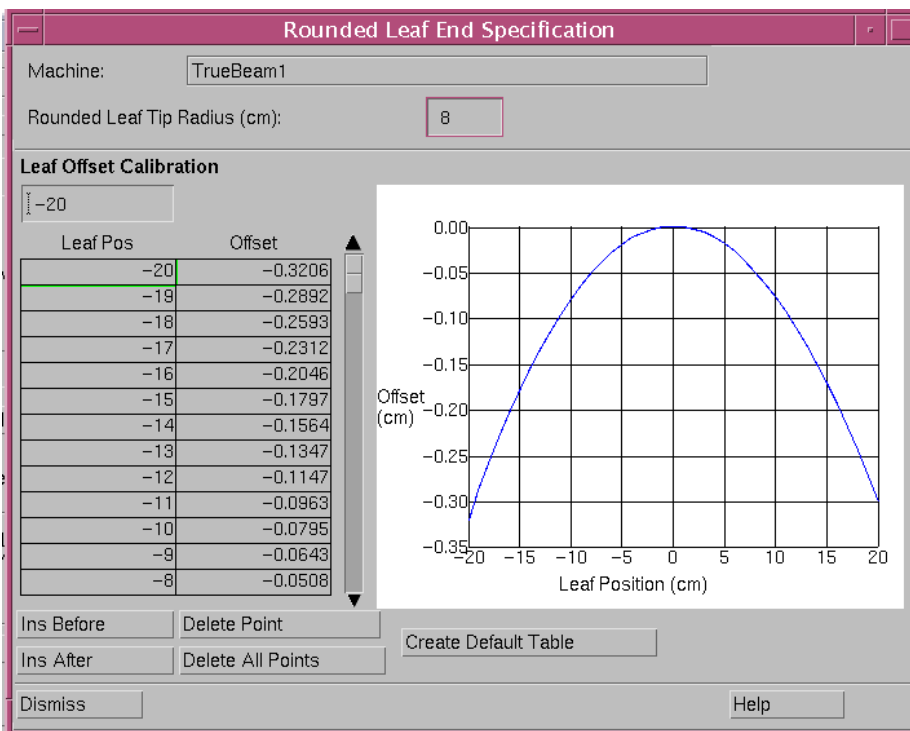 Rounded Leaf End Specification
Machine: TrueBeam1
Rounded Leaf Tip Radius (cm): 8
Leaf Offset Calibration
-20
Leaf Pos Offset
-20 -0.3206
-19 -0.2892
-18 -0.2593
-17 -0.2312
-16 -0.2046
-15 -0.1797
-14 -0.1564
-13 -0.1347
-12 -0.1147
-11 -0.0963
-10 -0.0795
-9 -0.0643
-8 -0.0508
0.00
-0.05
-0.10
-0.15
-0.20
-0.25
-0.30
-0.35
Offset
(cm)
-20 -15 -10 -5 0 5 10 15 20
Leaf Position (cm)
Ins Before Delete Point
Create Default Table
Ins After Delete All Points
Dismiss Help